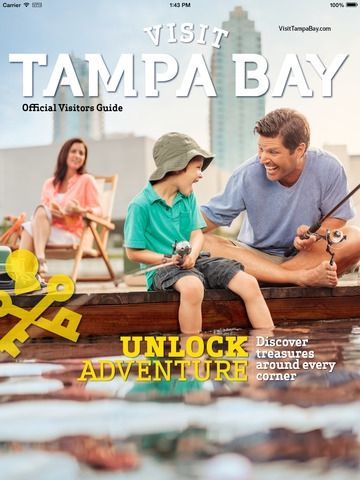 Carrier 1:43 PM 100%
VISIT
VisitTampaBay.com
TAMPA BAY
Official Visitors Guide
UNLOCK
ADVENTURE
Discover
treasures
around every
corner